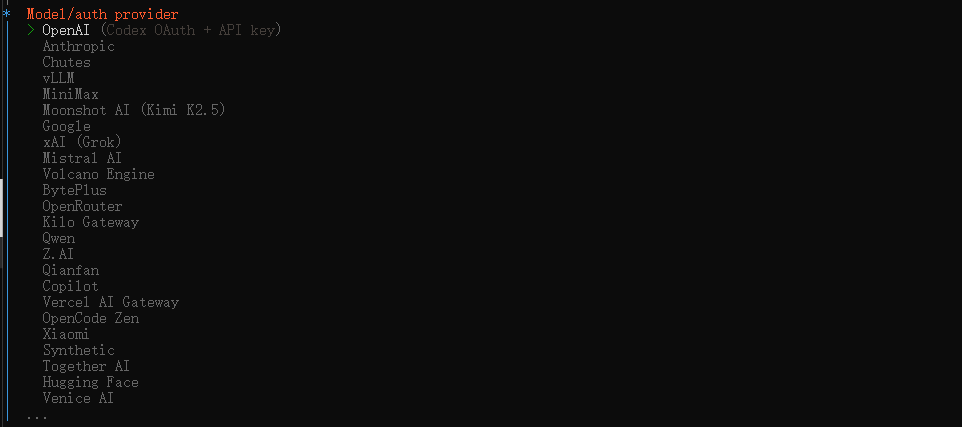 * Model/auth provider
> OpenAI (Codex OAuth + API key)
Anthropic
Chutes
vLLM
MiniMax
Moonshot AI (Kimi K2.5)
Google
xAI (Grok)
Mistral AI
Volcano Engine
BytePlus
OpenRouter
Kilo Gateway
Qwen
Z.AI
Qianfan
Copilot
Vercel AI Gateway
OpenCode Zen
Xiaomi
Synthetic
Together AI
Hugging Face
Venice AI
...